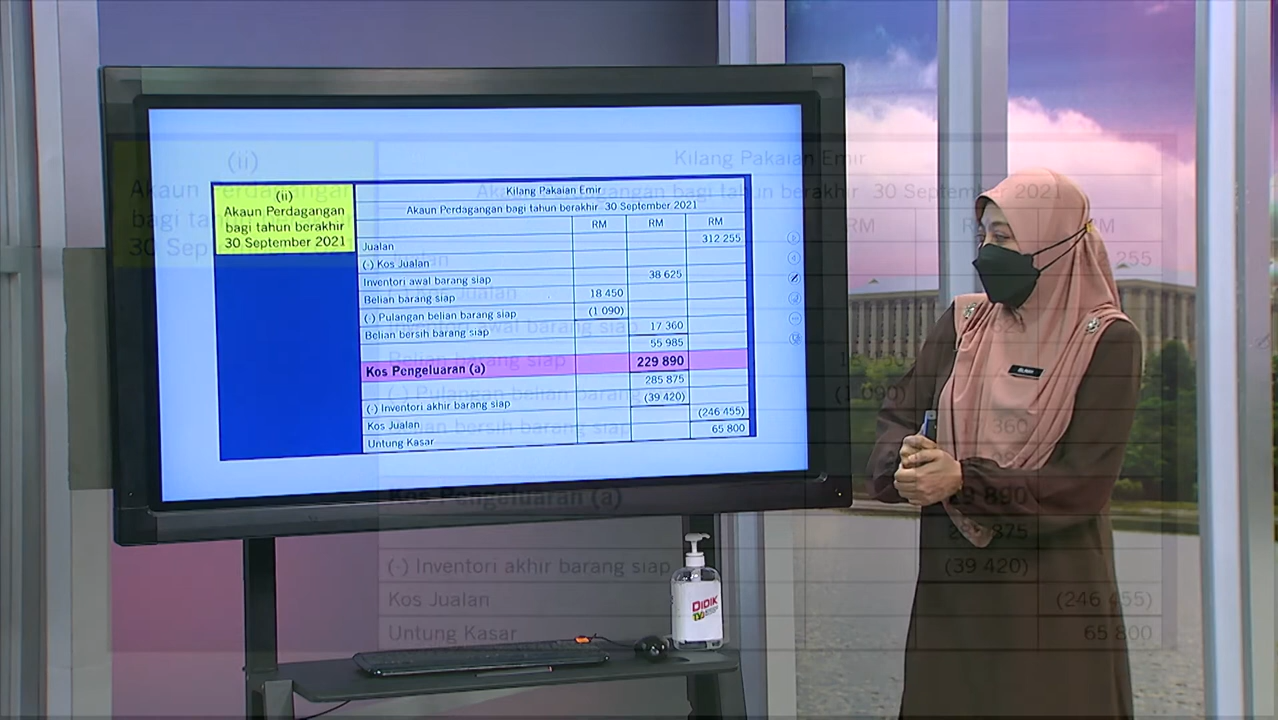 (ii)
Akaun Perdagangan
bagi tahun berakhir
30 September 2021
Kilang Pakaian Emir
Akaun Perdagangan bagi tahun berakhir 30 September 2021
RM RM RM
Jualan 312 255
(-) Kos Jualan
Inventori awal barang siap 38 625
Belian barang siap 18 450
(-) Pulangan belian barang siap (1 090)
Belian bersih barang siap 17 360
55 985
Kos Pengeluaran (a) 229 890
285 875
(-) Inventori akhir barang siap (39 420)
Kos Jualan (246 455)
Untung Kasar 65 800
DIDIK